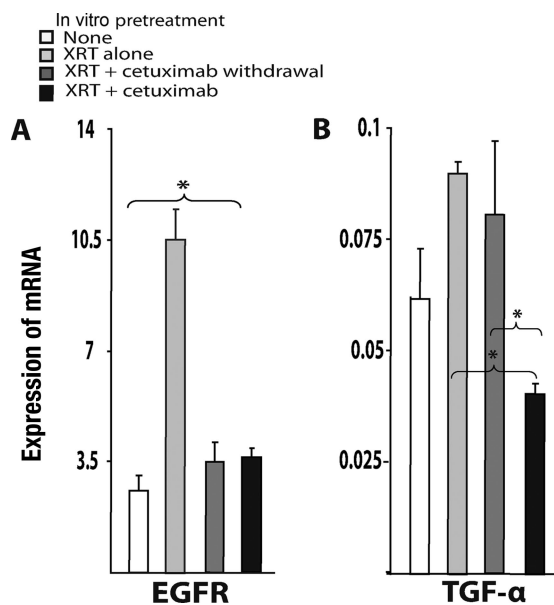 In vitro pretreatment
None
XRT alone
XRT + cetuximab withdrawal
XRT + cetuximab
A
B
Expression of mRNA
14
10.5
7
3.5
*
EGFR
0.1
0.075
0.05
0.025
*
*
TGF-α